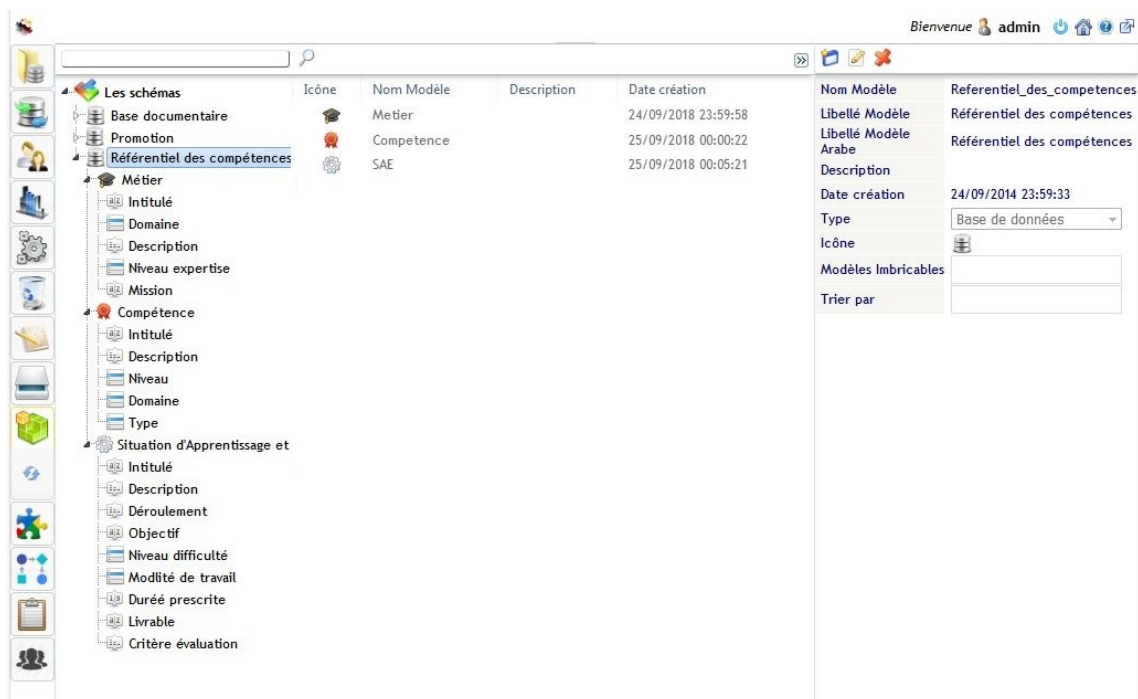 Bienvenue admin
Les schémas
Base documentaire
Promotion
Référentiel des compétences
Métier
Intitulé
Domaine
Description
Niveau expertise
Mission
Compétence
Intitulé
Description
Niveau
Domaine
Type
Situation d'Apprentissage et
Intitulé
Description
Déroulement
Objectif
Niveau difficulté
Modlité de travail
Duréé prescrite
Livrable
Critère évaluation
Icône Nom Modèle Description Date création
Metier 24/09/2018 23:59:58
Competence 25/09/2018 00:00:22
SAE 25/09/2018 00:05:21
Nom Modèle Referentiel_des_competences
Libellé Modèle Référentiel des compétences
Libellé Modèle
Arabe Référentiel des compétences
Description
Date création 24/09/2014 23:59:33
Type Base de données
Icône
Modèles Imbricables
Trier par